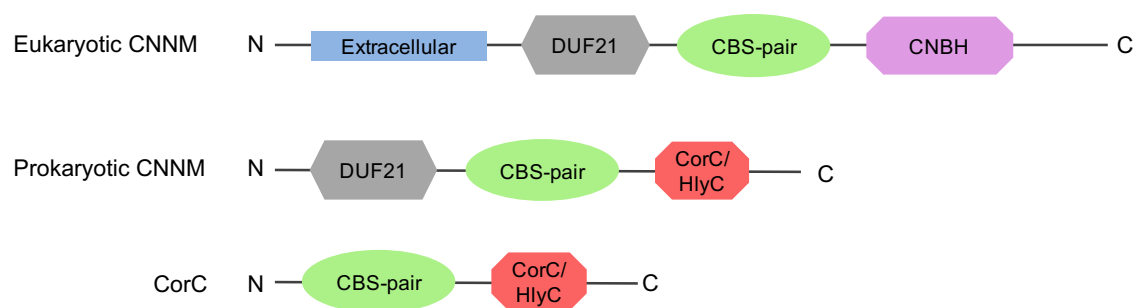 Eukaryotic CNNM N Extracellular DUF21 CBS-pair CNBH C
Prokaryotic CNNM N DUF21 CBS-pair CorC/
HlyC C
CorC N CBS-pair CorC/
HlyC C